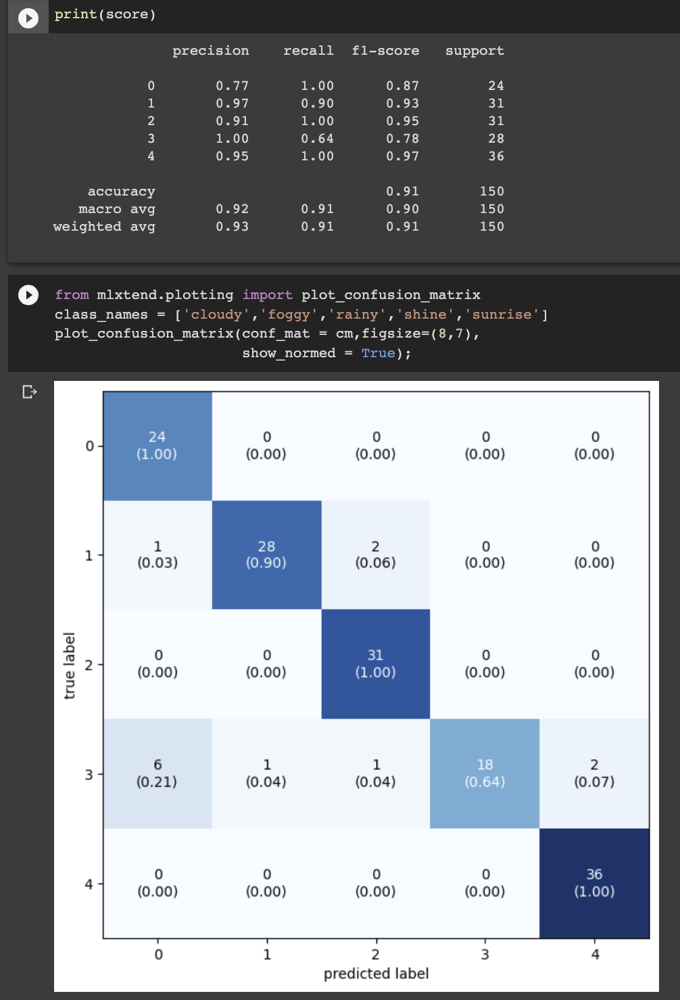 print(score)
precision recall f1-score support
0 0.77 1.00 0.87 24
1 0.97 0.90 0.93 31
2 0.91 1.00 0.95 31
3 1.00 0.64 0.78 28
4 0.95 1.00 0.97 36
accuracy 0.91 150
macro avg 0.92 0.91 0.90 150
weighted avg 0.93 0.91 0.91 150
from mlxtend.plotting import plot_confusion_matrix
class_names = ['cloudy','foggy','rainy','shine','sunrise']
plot_confusion_matrix(conf_mat = cm,figsize=(8,7),
show_normed = True);
24 0 0 0 0
0 (1.00) (0.00) (0.00) (0.00) (0.00)
1 28 2 0 0
1 (0.03) (0.90) (0.06) (0.00) (0.00)
0 0 31 0 0
2 (0.00) (0.00) (1.00) (0.00) (0.00)
true label
6 1 1 18 2
3 (0.21) (0.04) (0.04) (0.64) (0.07)
0 0 0 0 36
4 (0.00) (0.00) (0.00) (0.00) (1.00)
0 1 2 3 4
predicted label